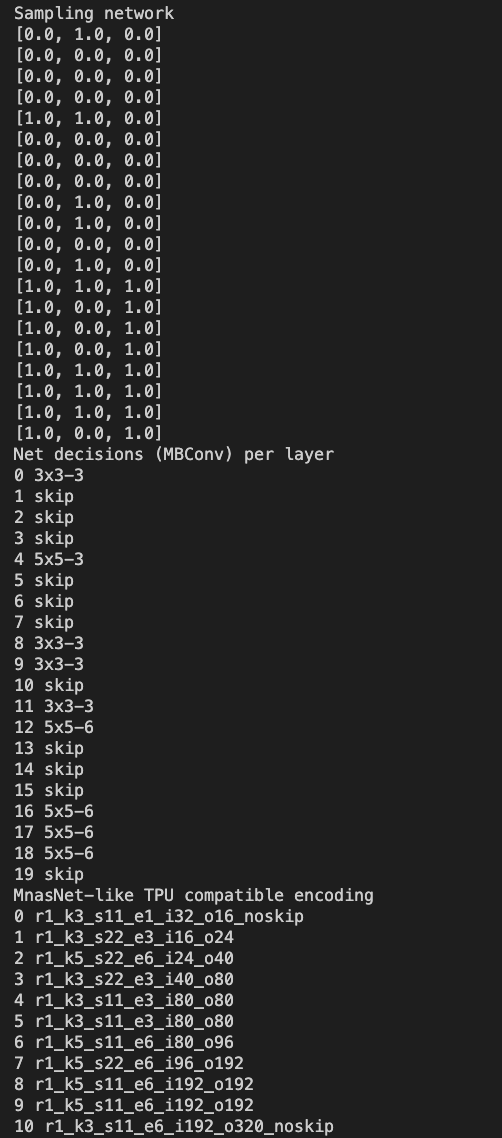 Sampling network
[0.0, 1.0, 0.0]
[0.0, 0.0, 0.0]
[0.0, 0.0, 0.0]
[0.0, 0.0, 0.0]
[1.0, 1.0, 0.0]
[0.0, 0.0, 0.0]
[0.0, 0.0, 0.0]
[0.0, 0.0, 0.0]
[0.0, 1.0, 0.0]
[0.0, 1.0, 0.0]
[0.0, 0.0, 0.0]
[0.0, 1.0, 0.0]
[1.0, 1.0, 1.0]
[1.0, 0.0, 1.0]
[1.0, 0.0, 1.0]
[1.0, 0.0, 1.0]
[1.0, 1.0, 1.0]
[1.0, 1.0, 1.0]
[1.0, 1.0, 1.0]
[1.0, 0.0, 1.0]
Net decisions (MBConv) per layer
0 3x3-3
1 skip
2 skip
3 skip
4 5x5-3
5 skip
6 skip
7 skip
8 3x3-3
9 3x3-3
10 skip
11 3x3-3
12 5x5-6
13 skip
14 skip
15 skip
16 5x5-6
17 5x5-6
18 5x5-6
19 skip
MnasNet-like TPU compatible encoding
0 r1_k3_s11_e1_i32_o16_noskip
1 r1_k3_s22_e3_i16_o24
2 r1_k5_s22_e6_i24_o40
3 r1_k3_s22_e3_i40_o80
4 r1_k3_s11_e3_i80_o80
5 r1_k3_s11_e3_i80_o80
6 r1_k5_s11_e6_i80_o96
7 r1_k5_s22_e6_i96_o192
8 r1_k5_s11_e6_i192_o192
9 r1_k5_s11_e6_i192_o192
10 r1_k3_s11_e6_i192_o320_noskip